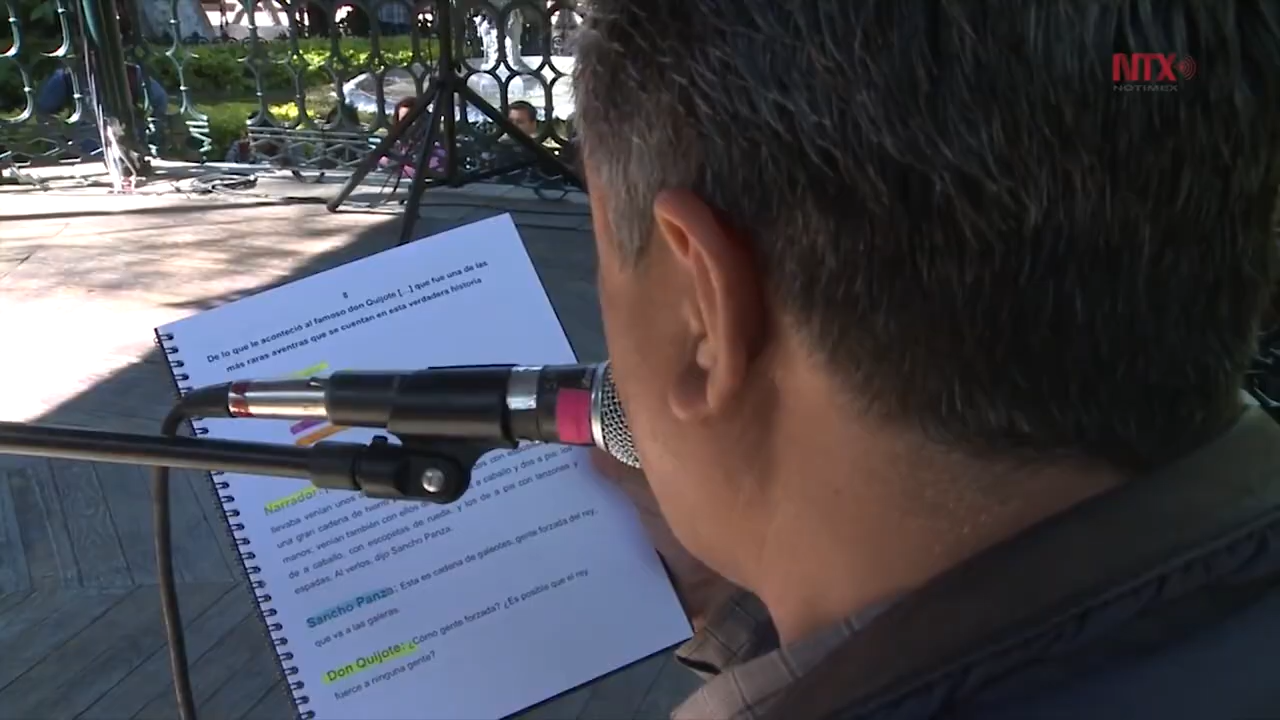 NTX
NOTIMEX
8
De lo que le aconteció al famoso don Quijote [...] que fue una de las
más raras aventras que se cuentan en esta verdadera historia
Narrador:
llevaba venían unos
una gran cadena de hierro a caballo y dos a pie; los
manos; venían también con ellos
de a caballo, con escopetas de rueda, y los de a pie con lanzones y
espadas. Al verlos, dijo Sancho Panza:
Sancho Panza: Esta es cadena de galeotes, gente forzada del rey,
que va a las galeras.
Don Quijote: ¿Cómo gente forzada? ¿Es posible que el rey
fuerce a ninguna gente?